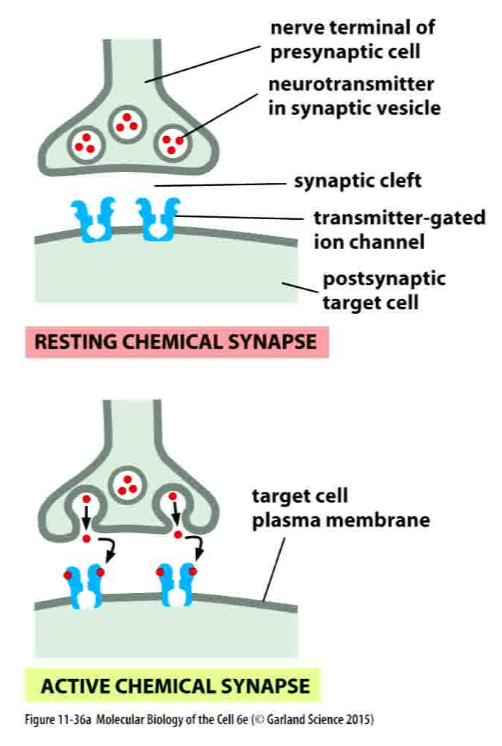 nerve terminal of
presynaptic cell
neurotransmitter
in synaptic vesicle
synaptic cleft
transmitter-gated
ion channel
postsynaptic
target cell
RESTING CHEMICAL SYNAPSE
target cell
plasma membrane
ACTIVE CHEMICAL SYNAPSE
Figure 11-36a Molecular Biology of the Cell 6e (© Garland Science 2015)